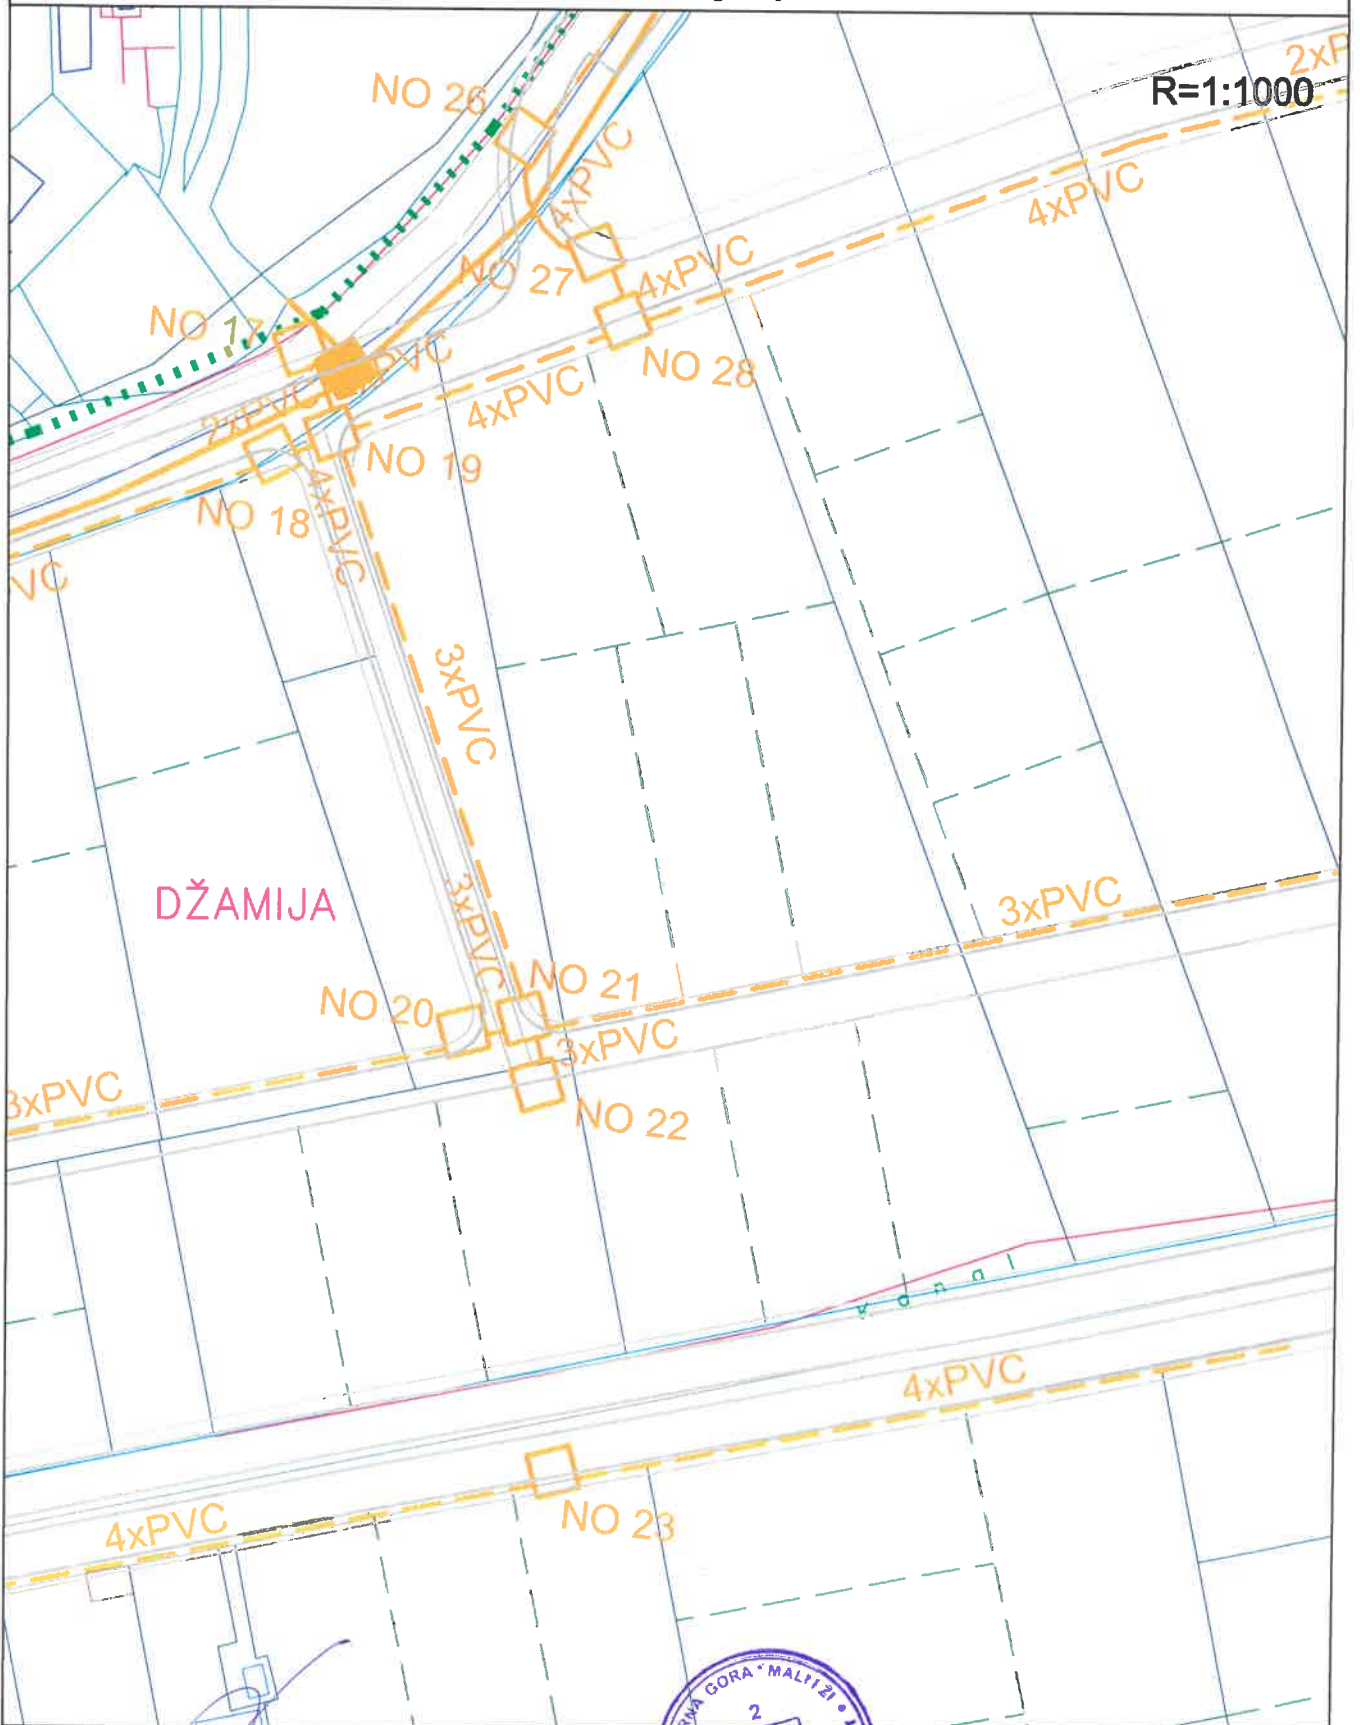 2xP
R=1:1000
NO 26
4xPVC
4xPVC
NO 27
4xPVC
NO 17
NO 28
PVC
4xPVC
2xPVC
NO 19
NO 18
4xPVC
VC
3xPVC
DŽAMIJA
3xPVC
3xPVC
NO 21
NO 20
3xPVC
3xPVC
NO 22
Kanal
4xPVC
4xPVC
NO 23
GORA * MALI I ZI *
2